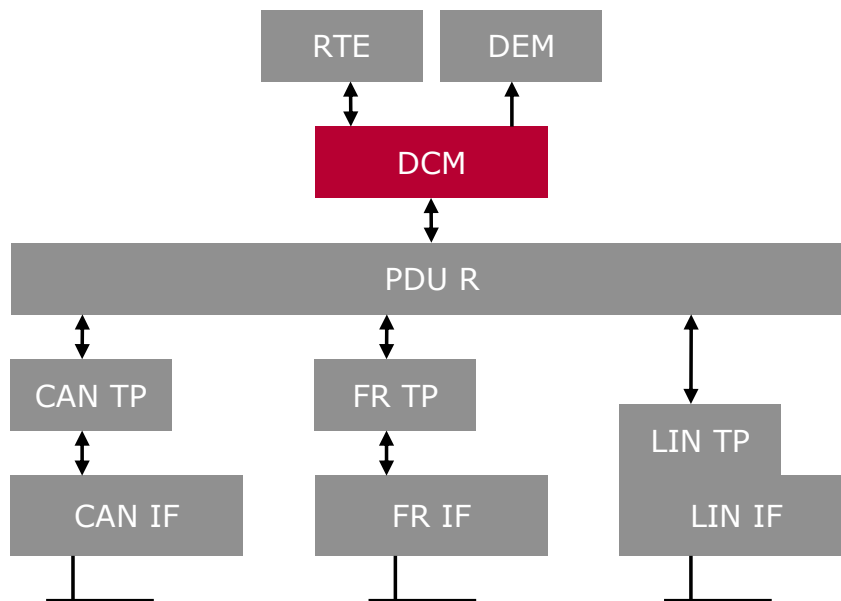 RTE
DEM
DCM
PDU R
CAN TP
FR TP
LIN TP
CAN IF
FR IF
LIN IF